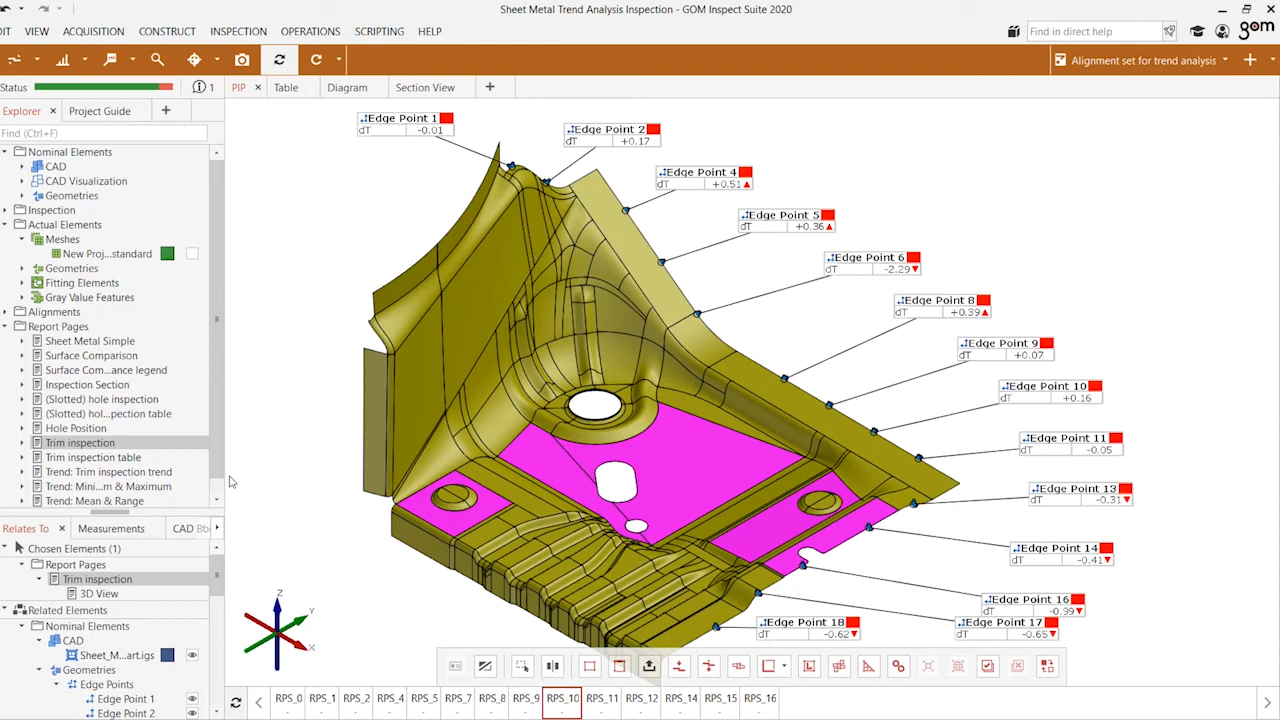 Sheet Metal Trend Analysis Inspection - GOM Inspect Suite 2020
DIT VIEW ACQUISITION CONSTRUCT INSPECTION OPERATIONS SCRIPTING HELP
Find in direct help
gom
Alignment set for trend analysis
Status
1
PIP
Table
Diagram
Section View
Explorer
Project Guide
Find (Ctrl+F)
Nominal Elements
CAD
CAD Visualization
Geometries
Inspection
Actual Elements
Meshes
New Proj...standard
Geometries
Fitting Elements
Gray Value Features
Alignments
Report Pages
Sheet Metal Simple
Surface Comparison
Surface Com...ance legend
Inspection Section
(Slotted) hole inspection
(Slotted) hol...pection table
Hole Position
Trim inspection
Trim inspection table
Trend: Trim inspection trend
Trend: Mini...m & Maximum
Trend: Mean & Range
Relates To
Measurements
Chosen Elements (1)
Report Pages
Trim inspection
3D View
Related Elements
Nominal Elements
CAD
Sheet_M...art.igs
Geometries
Edge Points
Edge Point 1
Edge Point 2
Edge Point 1
dT -0.01
Edge Point 2
dT +0.17
Edge Point 4
dT +0.51
Edge Point 5
dT +0.36
Edge Point 6
dT -2.29
Edge Point 8
dT +0.39
Edge Point 9
dT +0.07
Edge Point 10
dT +0.16
Edge Point 11
dT -0.05
Edge Point 13
dT -0.31
Edge Point 14
dT -0.41
Edge Point 16
dT -0.99
Edge Point 17
dT -0.65
Edge Point 18
dT -0.62
Z
Y
X
RPS_0 RPS_1 RPS_2 RPS_4 RPS_5 RPS_7 RPS_8 RPS_9 RPS_10 RPS_11 RPS_12 RPS_14 RPS_15 RPS_16